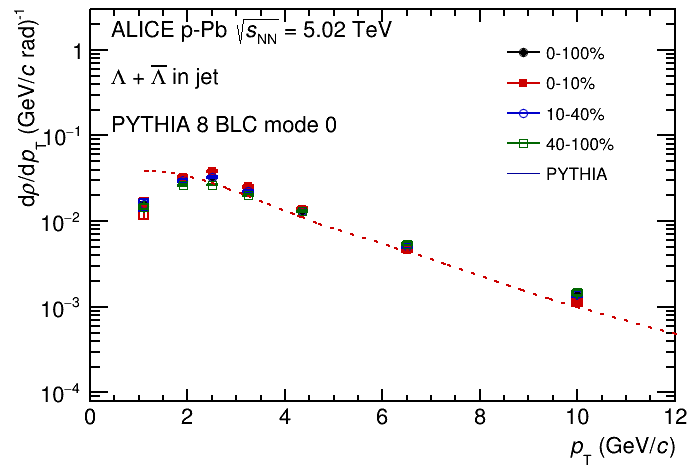 ALICE p-Pb √s_NN = 5.02 TeV
Λ + Λ̅ in jet
PYTHIA 8 BLC mode 0
0-100%
0-10%
10-40%
40-100%
PYTHIA
dρ/dp_T (GeV/c rad)⁻¹
1
10⁻¹
10⁻²
10⁻³
10⁻⁴
0 2 4 6 8 10 12
p_T (GeV/c)